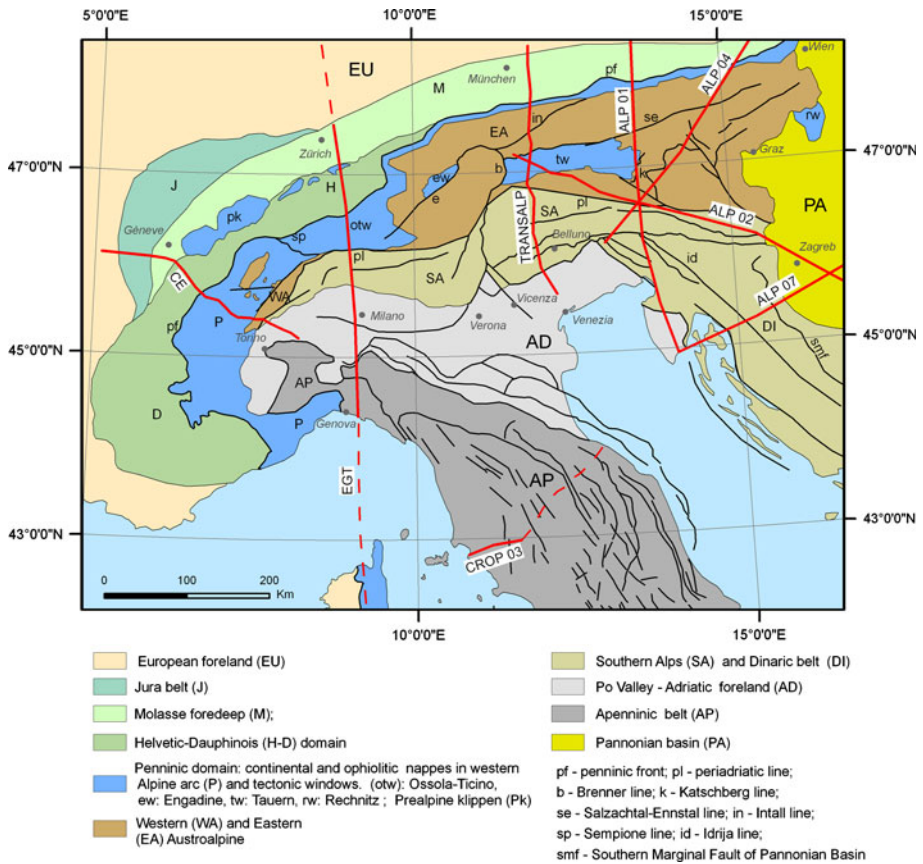 5°0'0"E
10°0'0"E
15°0'0"E
EU
Wien
München
pf
M
ALP 04
ALP 01
rw
in
EA
se
Zürich
47°0'0"N
47°0'0"N
Graz
J
H
b
tw
k
ew
e
PA
pk
SA
pl
ALP 02
otw
TRANSALP
Géneve
sp
Belluno
Zagreb
pl
id
CE
SA
WA
ALP 07
Vicenza
pf
P
Milano
Verona
Venezia
DI
smf
Torino
AD
45°0'0"N
45°0'0"N
AP
D
P
Genova
EGT
AP
43°0'0"N
43°0'0"N
CROP 03
0 100 200
Km
10°0'0"E
15°0'0"E
European foreland (EU)
Jura belt (J)
Molasse foredeep (M);
Helvetic-Dauphinois (H-D) domain
Penninic domain: continental and ophiolitic nappes in western
Alpine arc (P) and tectonic windows. (otw): Ossola-Ticino,
ew: Engadine, tw: Tauern, rw: Rechnitz ; Prealpine klippen (Pk)
Western (WA) and Eastern
(EA) Austroalpine
Southern Alps (SA) and Dinaric belt (DI)
Po Valley - Adriatic foreland (AD)
Apenninic belt (AP)
Pannonian basin (PA)
pf - penninic front; pl - periadriatic line;
b - Brenner line; k - Katschberg line;
se - Salzachtal-Ennstal line; in - Intall line;
sp - Sempione line; id - Idrija line;
smf - Southern Marginal Fault of Pannonian Basin